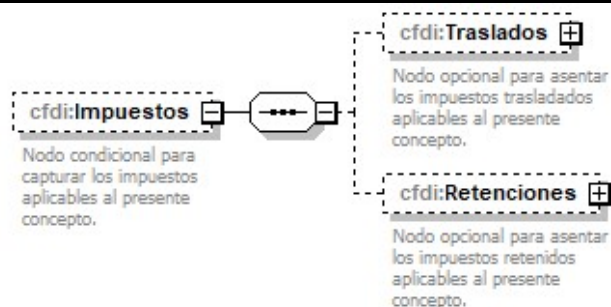 cfdi:Traslados
Nodo opcional para asentar
los impuestos trasladados
aplicables al presente
concepto.
cfdi:Impuestos
Nodo condicional para
capturar los impuestos
aplicables al presente
concepto.
cfdi:Retenciones
Nodo opcional para asentar
los impuestos retenidos
aplicables al presente
concepto.